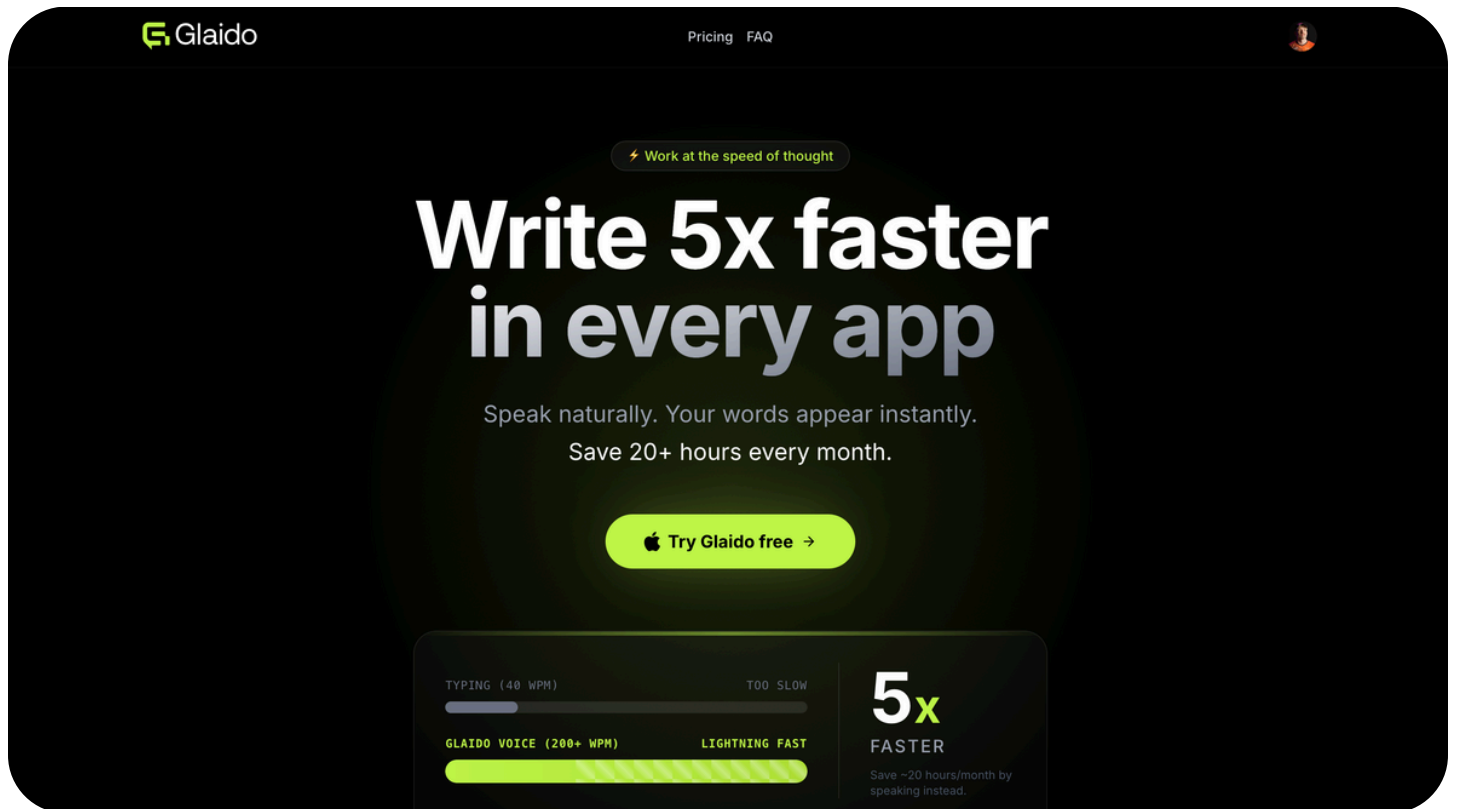 Glaido
Pricing FAQ
⚡ Work at the speed of thought
Write 5x faster
in every app
Speak naturally. Your words appear instantly.
Save 20+ hours every month.
Try Glaido free →
TYPING (40 WPM) TOO SLOW
GLAIDO VOICE (200+ WPM) LIGHTNING FAST
5x
FASTER
Save ~20 hours/month by
speaking instead.